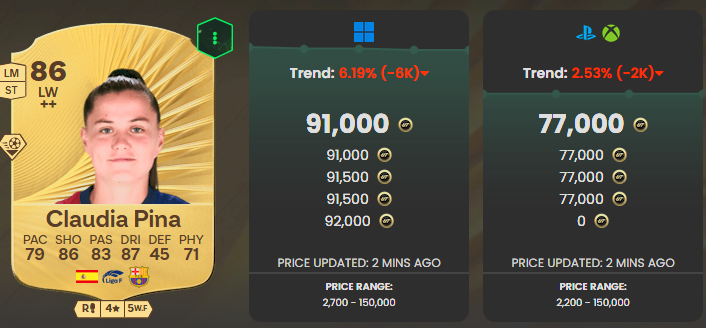 LM
ST
86
LW
++
Claudia Pina
PAC SHO PAS DRI DEF PHY
79 86 83 87 45 71
Liga F
R 4★ 5W.F
Trend: 6.19% (-6K)
91,000
91,000
91,500
91,500
92,000
PRICE UPDATED: 2 MINS AGO
PRICE RANGE:
2,700 - 150,000
Trend: 2.53% (-2K)
77,000
77,000
77,000
77,000
0
PRICE UPDATED: 2 MINS AGO
PRICE RANGE:
2,200 - 150,000